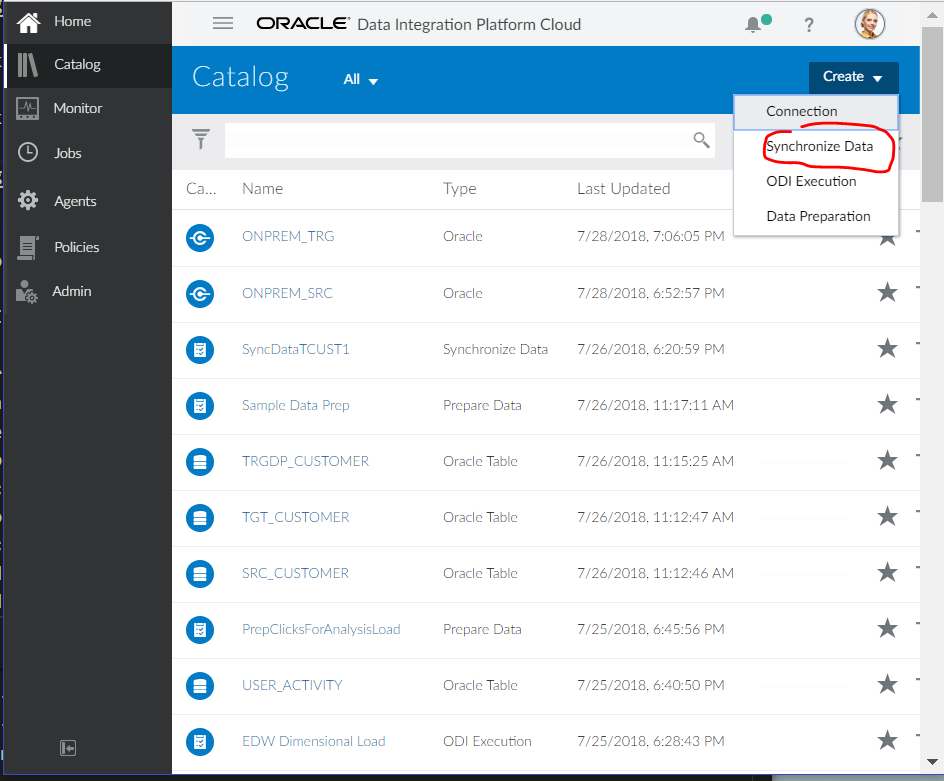 Home
Catalog
Monitor
Jobs
Agents
Policies
Admin
ORACLE Data Integration Platform Cloud ?
Catalog All Create
Connection
Synchronize Data
ODI Execution
Data Preparation
Ca... Name Type Last Updated
ONPREM_TRG Oracle 7/28/2018, 7:06:05 PM
ONPREM_SRC Oracle 7/28/2018, 6:52:57 PM
SyncDataTCUST1 Synchronize Data 7/26/2018, 6:20:59 PM
Sample Data Prep Prepare Data 7/26/2018, 11:17:11 AM
TRGDP_CUSTOMER Oracle Table 7/26/2018, 11:15:25 AM
TGT_CUSTOMER Oracle Table 7/26/2018, 11:12:47 AM
SRC_CUSTOMER Oracle Table 7/26/2018, 11:12:46 AM
PrepClicksForAnalysisLoad Prepare Data 7/25/2018, 6:45:56 PM
USER_ACTIVITY Oracle Table 7/25/2018, 6:40:50 PM
EDW Dimensional Load ODI Execution 7/25/2018, 6:28:43 PM